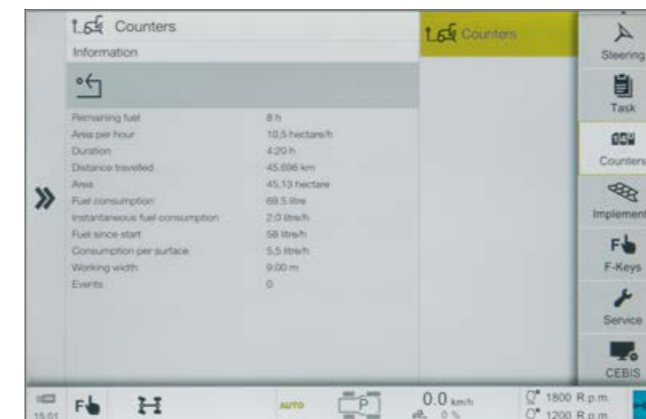 Counters
Information
Remaining fuel 8 h
Area per hour 10,5 hectare/h
Duration 4:20 h
Distance travelled 45.606 km
Area 45,13 hectare
Fuel consumption 69.5 litre
Instantaneous fuel consumption 2.0 litre/h
Fuel since start 58 litre/h
Consumption per surface 5,5 litre/h
Working width 9.00 m
Events 0
Counters
Steering
Task
Counters
Implement
F-Keys
Service
CEBIS
15:01
F
AUTO
P
0.0 km/h
0 %
1800 R.p.m.
1200 R.p.m.